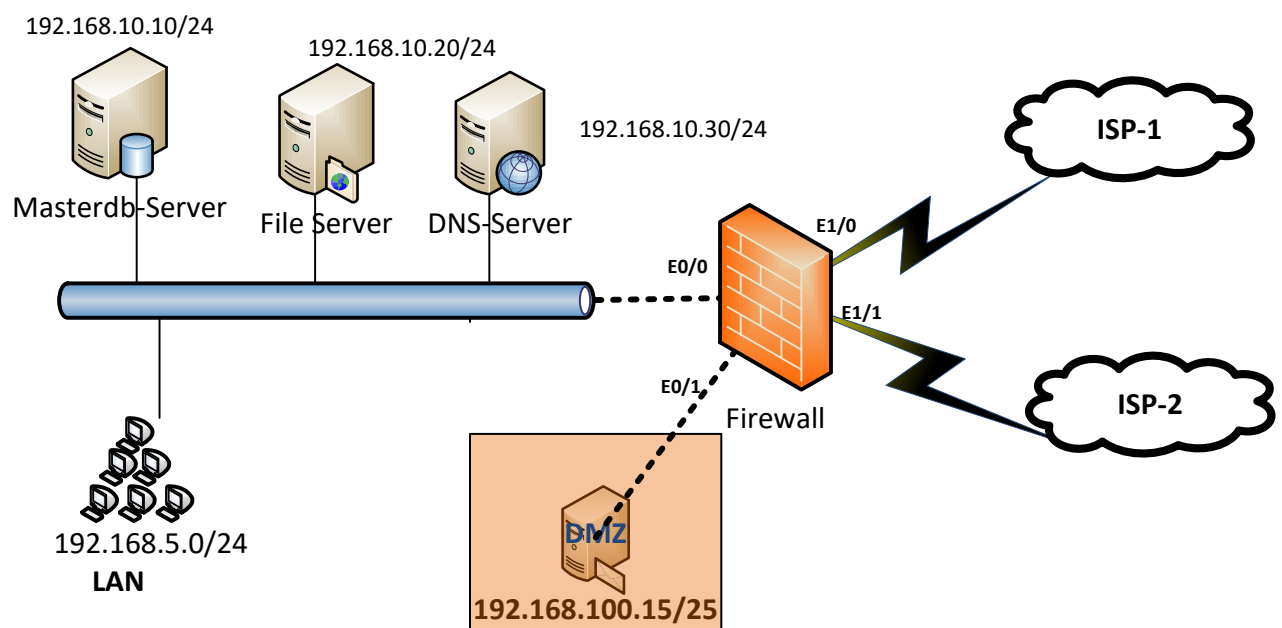 192.168.10.10/24
192.168.10.20/24
192.168.10.30/24
ISP-1
Masterdb-Server
File Server
DNS-Server
E1/0
E0/0
E1/1
E0/1
Firewall
ISP-2
DMZ
192.168.5.0/24
LAN
192.168.100.15/25